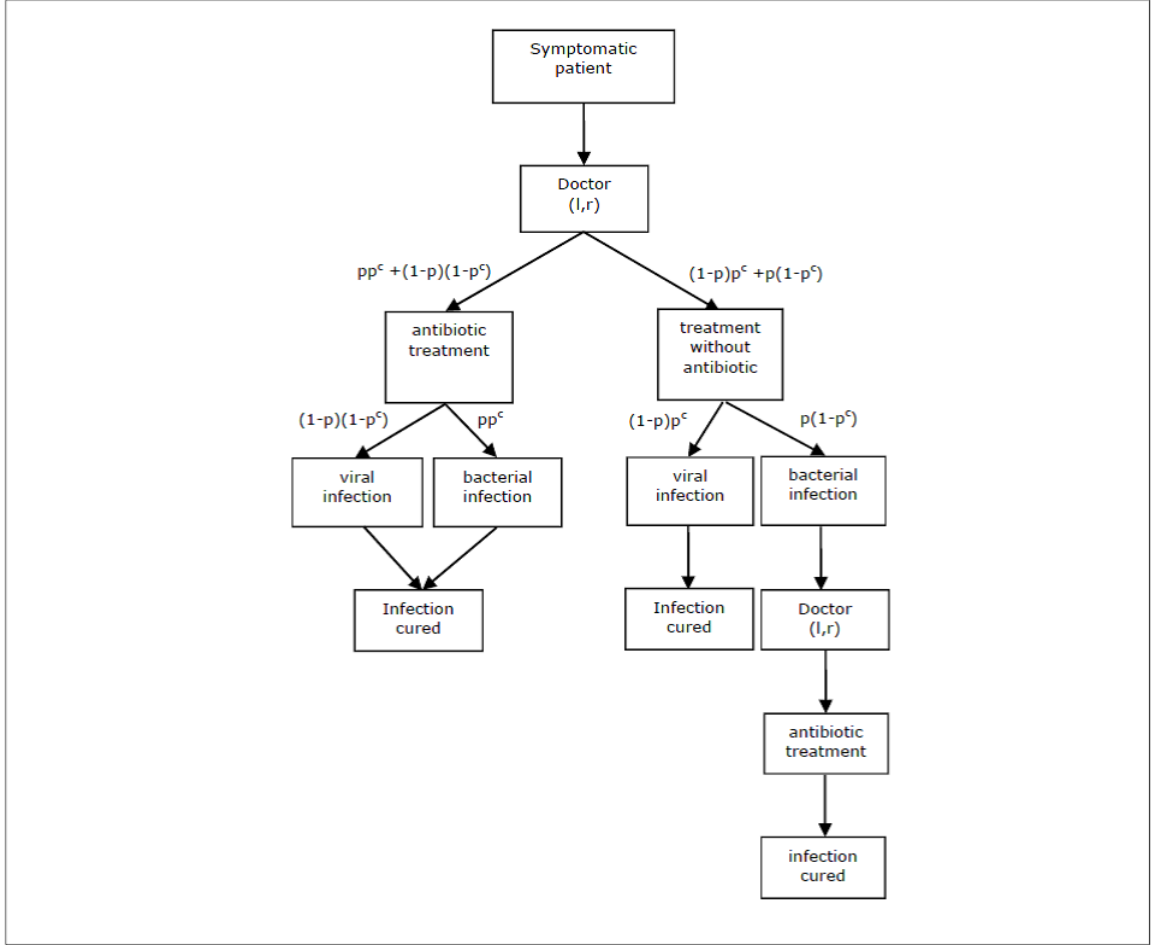 Symptomatic
patient
Doctor
(l,r)
pp^c +(1-p)(1-p^c)
(1-p)p^c +p(1-p^c)
antibiotic
treatment
treatment
without
antibiotic
(1-p)(1-p^c)
pp^c
(1-p)p^c
p(1-p^c)
viral
infection
bacterial
infection
viral
infection
bacterial
infection
Infection
cured
Infection
cured
Doctor
(l,r)
antibiotic
treatment
infection
cured